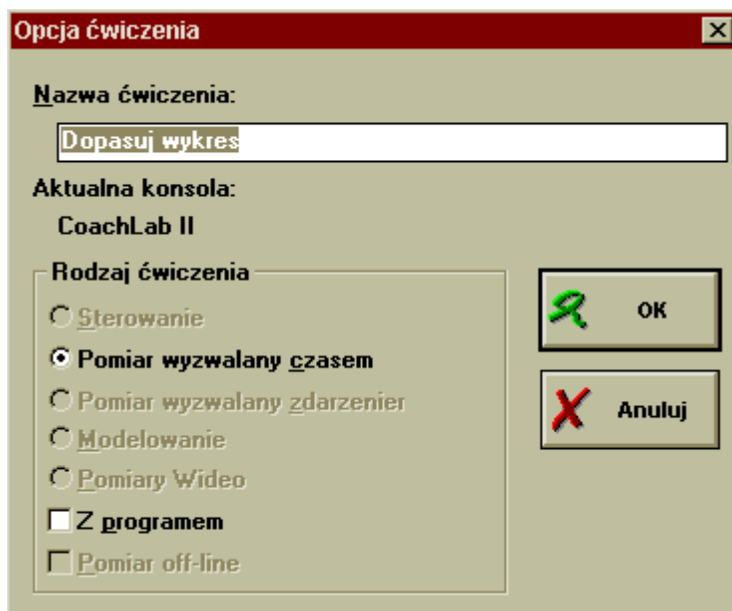 Opcja ćwiczenia
Nazwa ćwiczenia:
Dopasuj wykres
Aktualna konsola:
CoachLab II
Rodzaj ćwiczenia
Sterowanie
Pomiar wyzwalany czasem
Pomiar wyzwalany zdarzenier
Modelowanie
Pomiary Wideo
Z programem
Pomiar off-line
OK
Anuluj